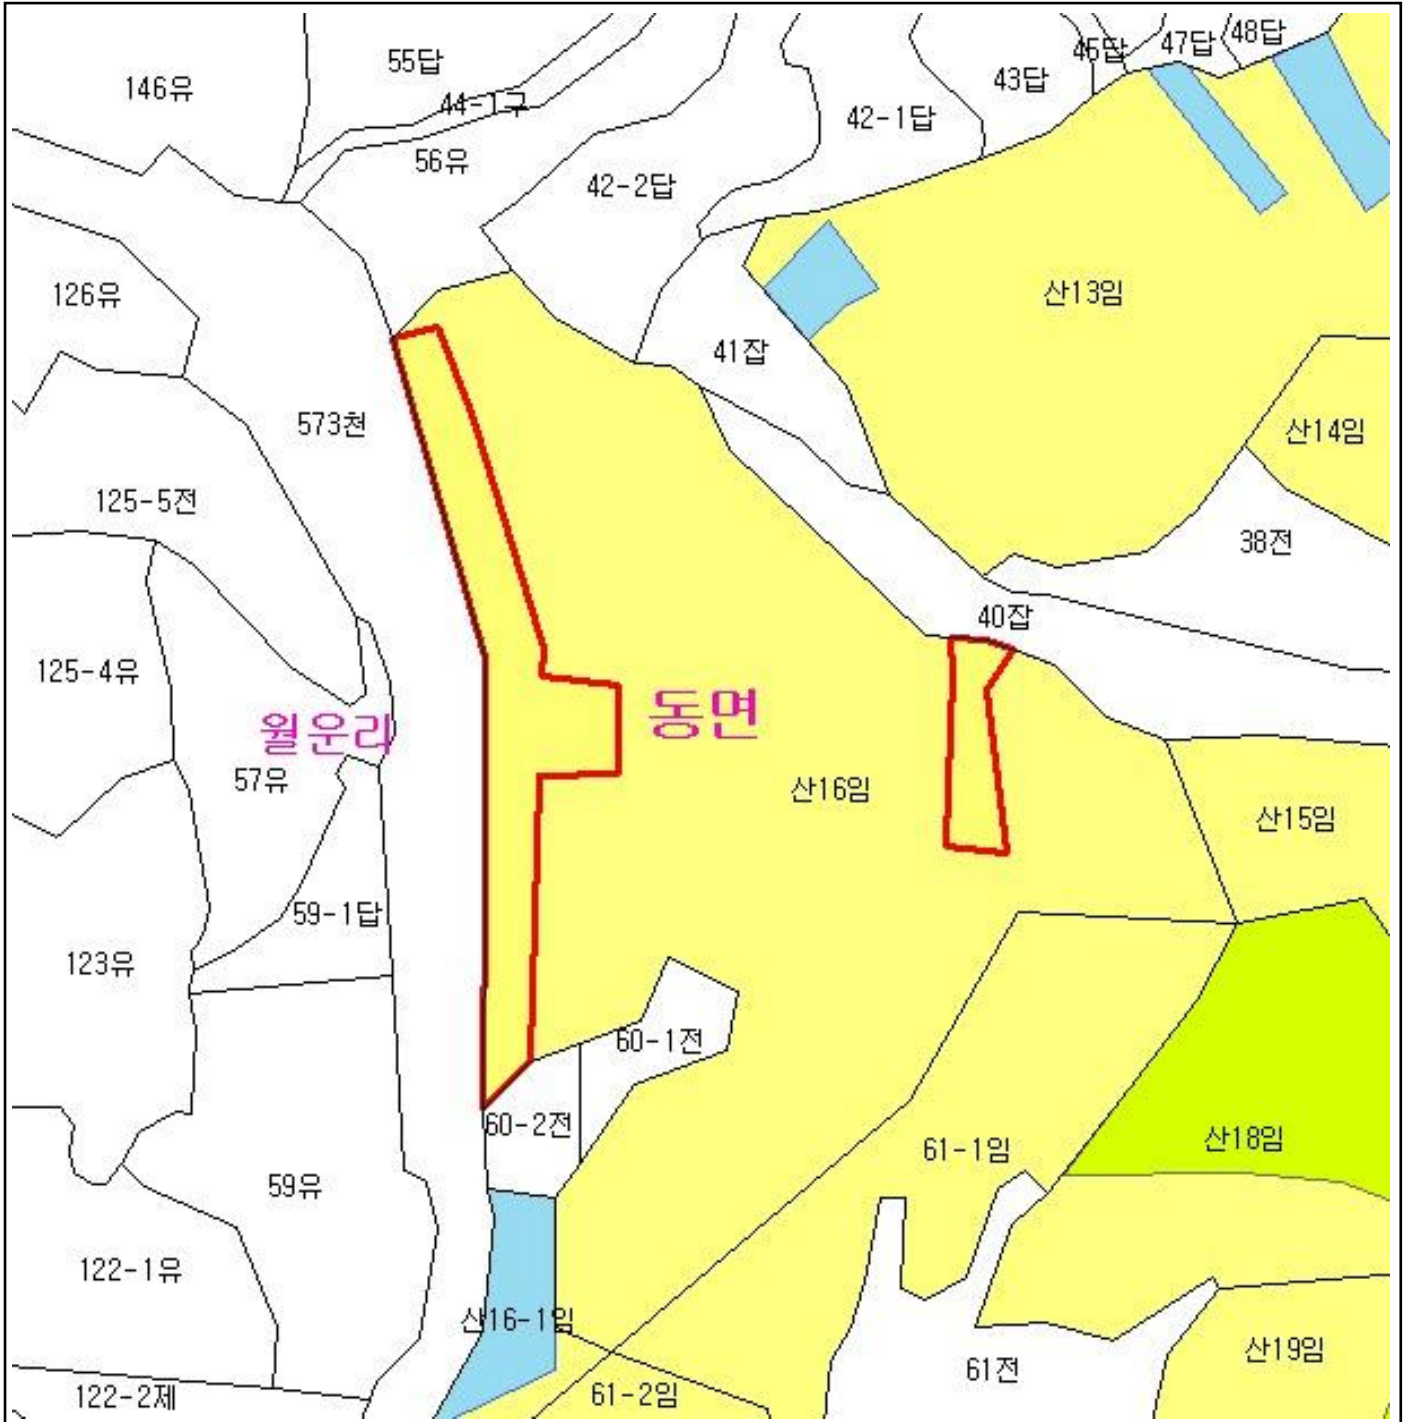 48답
47답
46답
55답
43답
146유
44-1구
42-1답
56유
42-2답
산13임
126유
41잡
573천
산14임
125-5전
38전
40잡
125-4유
동면
월운리
57유
산16임
산15임
59-1답
123유
60-1전
60-2전
산18임
61-1임
59유
122-1유
산16-1임
산19임
61전
122-2제
61-2임